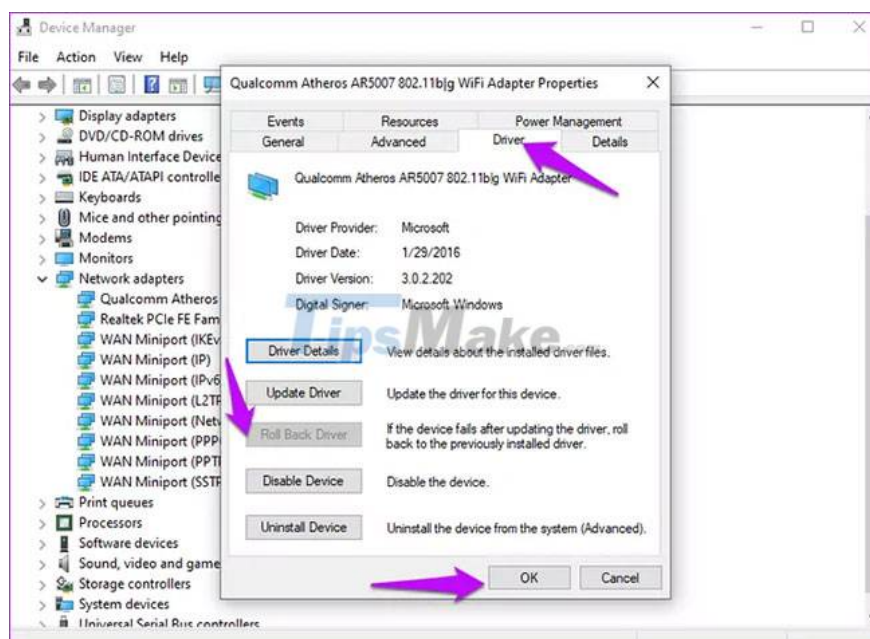 Device Manager
File Action View Help
Display adapters
DVD/CD-ROM drives
Human Interface Device
IDE ATA/ATAPI controlle
Keyboards
Mice and other pointing
Modems
Monitors
Network adapters
Qualcomm Atheros
Realtek PCIe FE Fam
WAN Miniport (IKEv
WAN Miniport (IP)
WAN Miniport (IPv6
WAN Miniport (L2TP
WAN Miniport (Netw
WAN Miniport (PPP
WAN Miniport (PPTP
WAN Miniport (SSTP
Print queues
Processors
Software devices
Sound, video and game
Storage controllers
System devices
Universal Serial Bus controllers
Qualcomm Atheros AR5007 802.11b|g WiFi Adapter Properties
Events Resources Power Management
General Advanced Driver Details
Qualcomm Atheros AR5007 802.11b|g WiFi Adapter
Driver Provider: Microsoft
Driver Date: 1/29/2016
Driver Version: 3.0.2.202
Digital Signer: Microsoft Windows
TipsMake.com
Driver Details View details about the installed driver files.
Update Driver Update the driver for this device.
Roll Back Driver If the device fails after updating the driver, roll
back to the previously installed driver.
Disable Device Disable the device.
Uninstall Device Uninstall the device from the system (Advanced).
OK Cancel